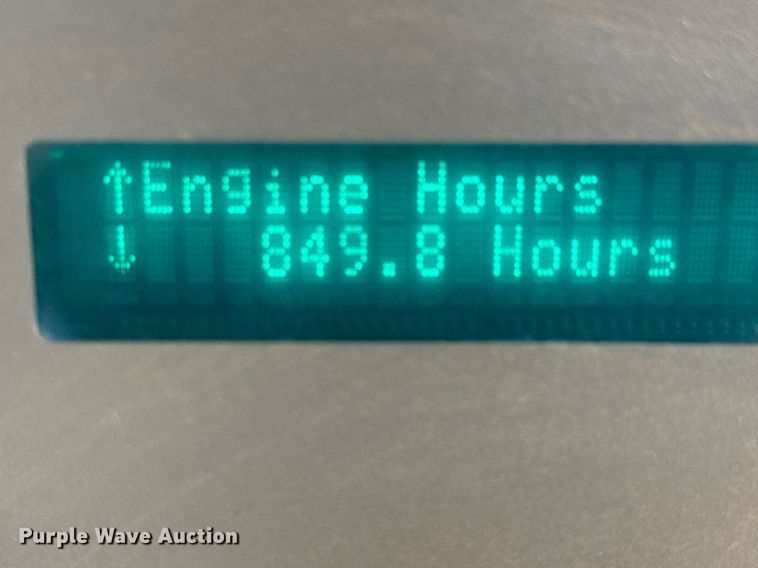 ↑Engine Hours
↓ 849.8 Hours
Purple Wave Auction